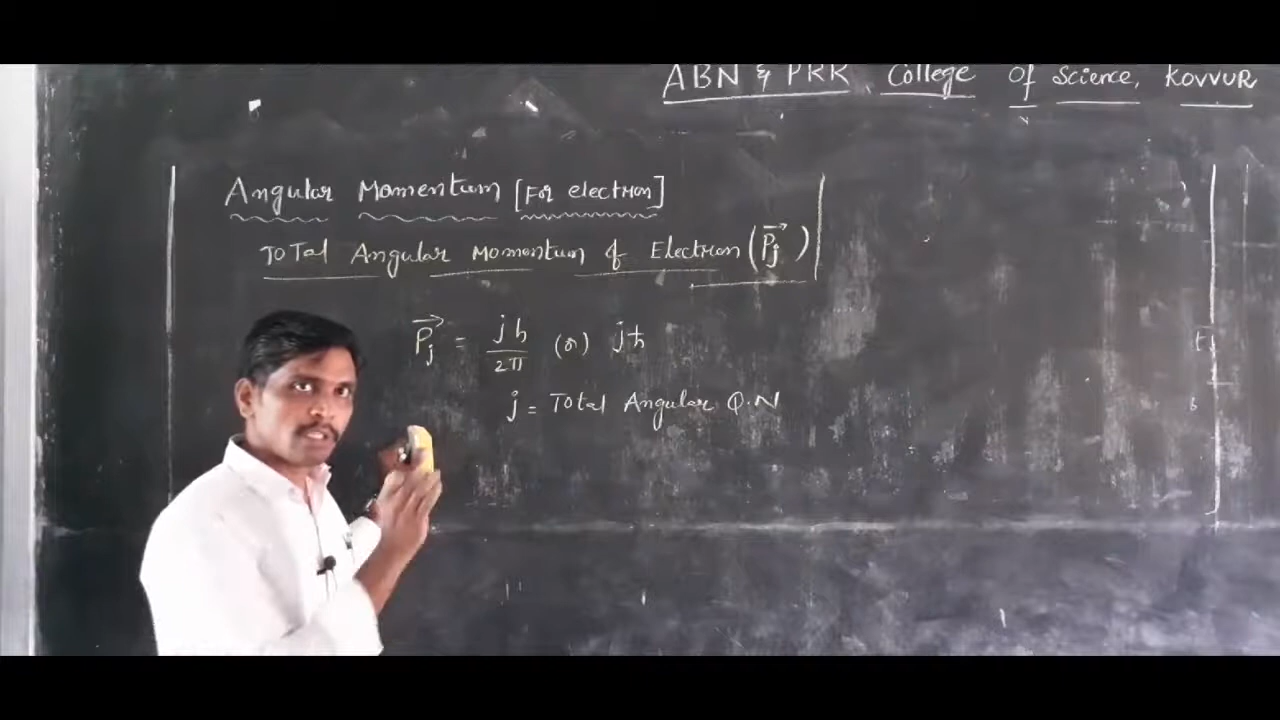 ABN & PRR College Of Science, KOVVUR
Angular Momentum [For electron]
Total Angular Momentum of Electron (P⃗j)
P⃗j = jh/2π (or) jħ
j = Total Angular Q.N